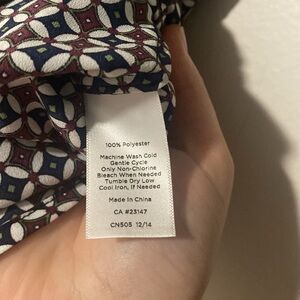 100% Polyester
Machine Wash Cold
Gentle Cycle
Only Non-Chlorine
Bleach When Needed
Tumble Dry Low
Cool Iron, If Needed
Made In China
CA #23147
CN505 12/14